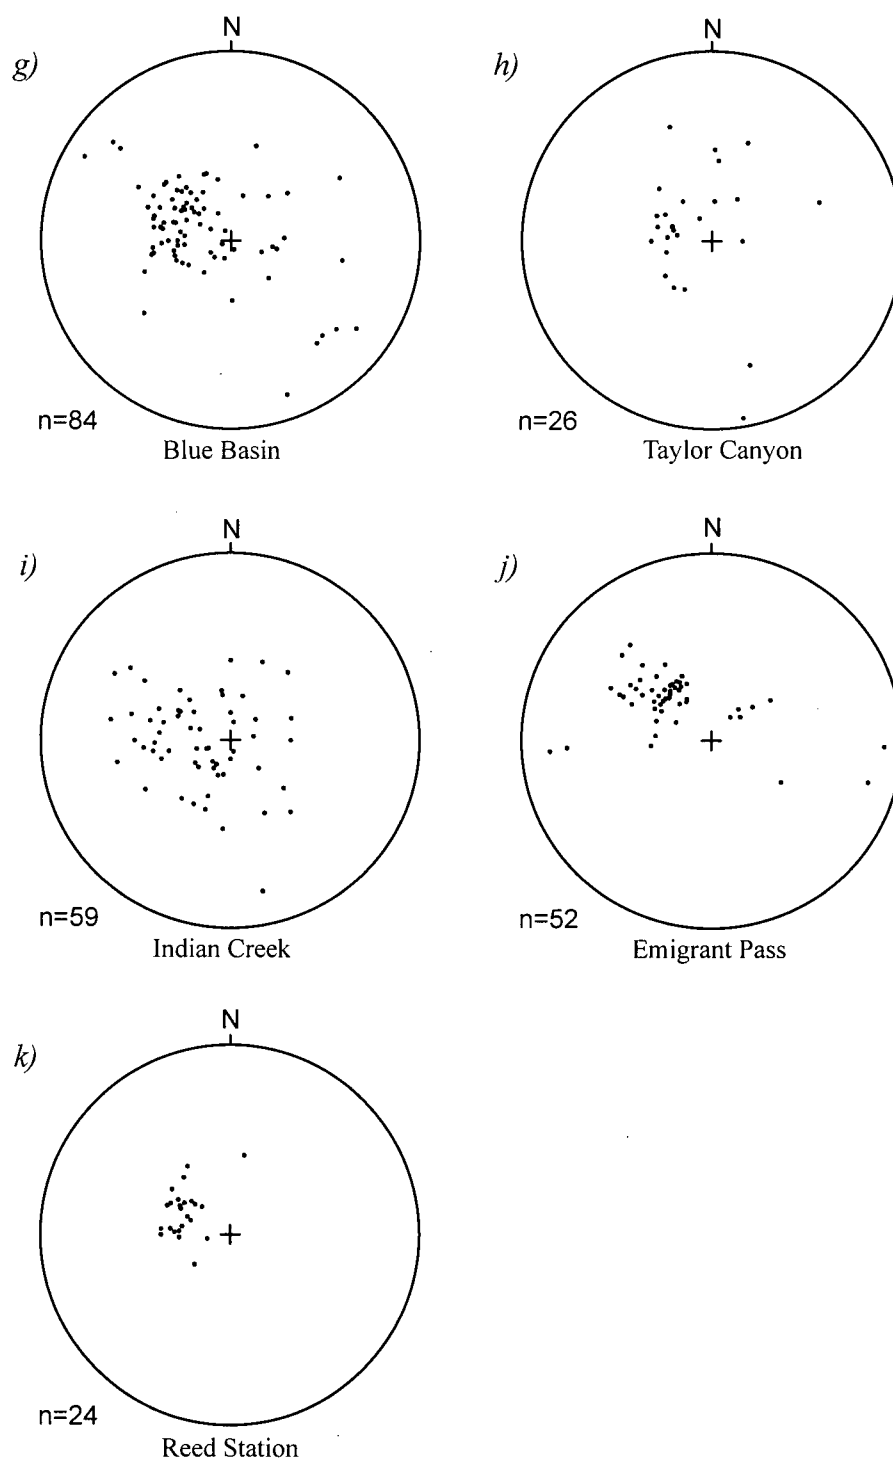 N
g)
n=84
Blue Basin
N
h)
n=26
Taylor Canyon
N
i)
n=59
Indian Creek
N
j)
n=52
Emigrant Pass
N
k)
n=24
Reed Station